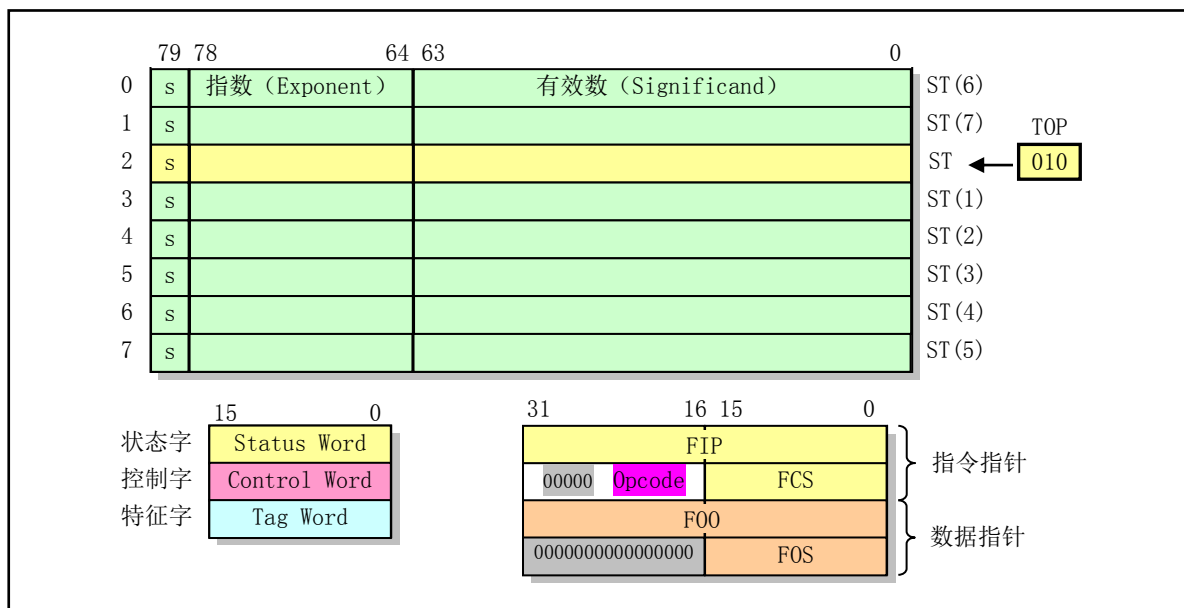 79 78 64 63 0
0 s 指数（Exponent） 有效数（Significand） ST(6)
1 s ST(7) TOP
2 s ST 010
3 s ST(1)
4 s ST(2)
5 s ST(3)
6 s ST(4)
7 s ST(5)
15 0 31 16 15 0
状态字 Status Word FIP
指令指针
控制字 Control Word 00000 Opcode FCS
特征字 Tag Word FOO
数据指针
0000000000000000 FOS